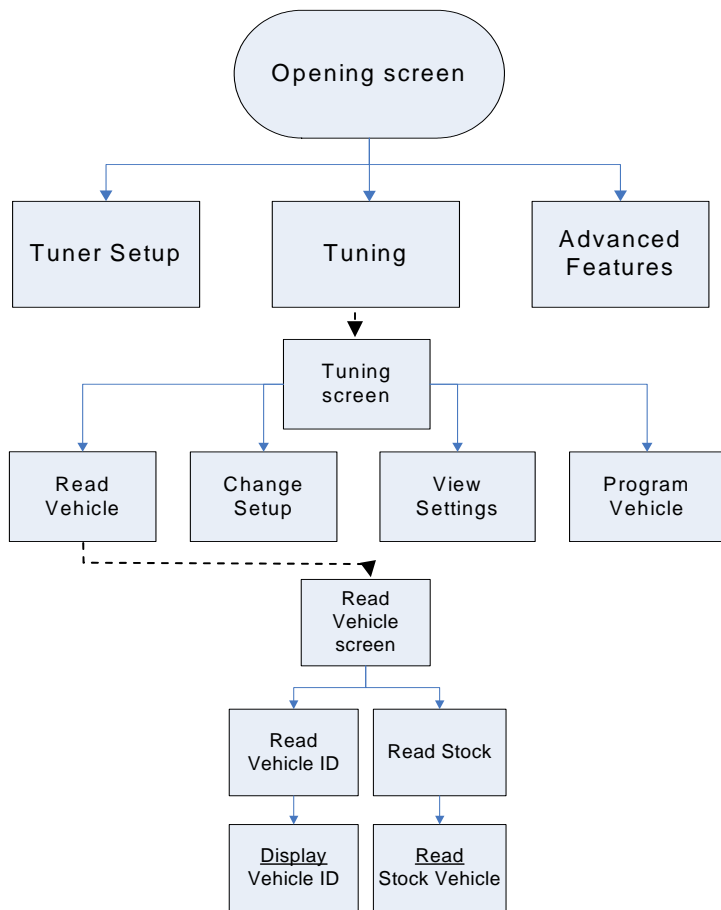 Opening screen
Tuner Setup
Tuning
Advanced
Features
Tuning
screen
Read
Vehicle
Change
Setup
View
Settings
Program
Vehicle
Read
Vehicle
screen
Read
Vehicle ID
Read Stock
Display
Vehicle ID
Read
Stock Vehicle